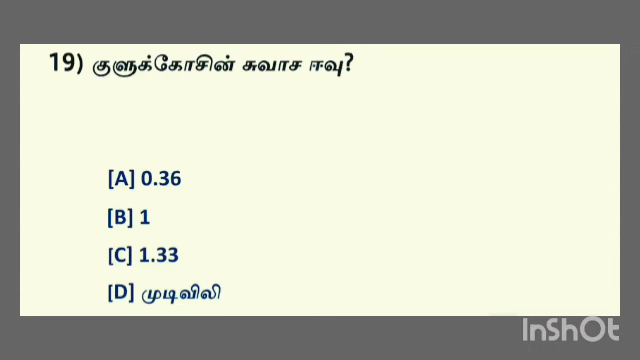 19) குளுக்கோசின் சுவாச ஈவு?
[A] 0.36
[B] 1
[C] 1.33
[D] முடிவிலி
InShOt